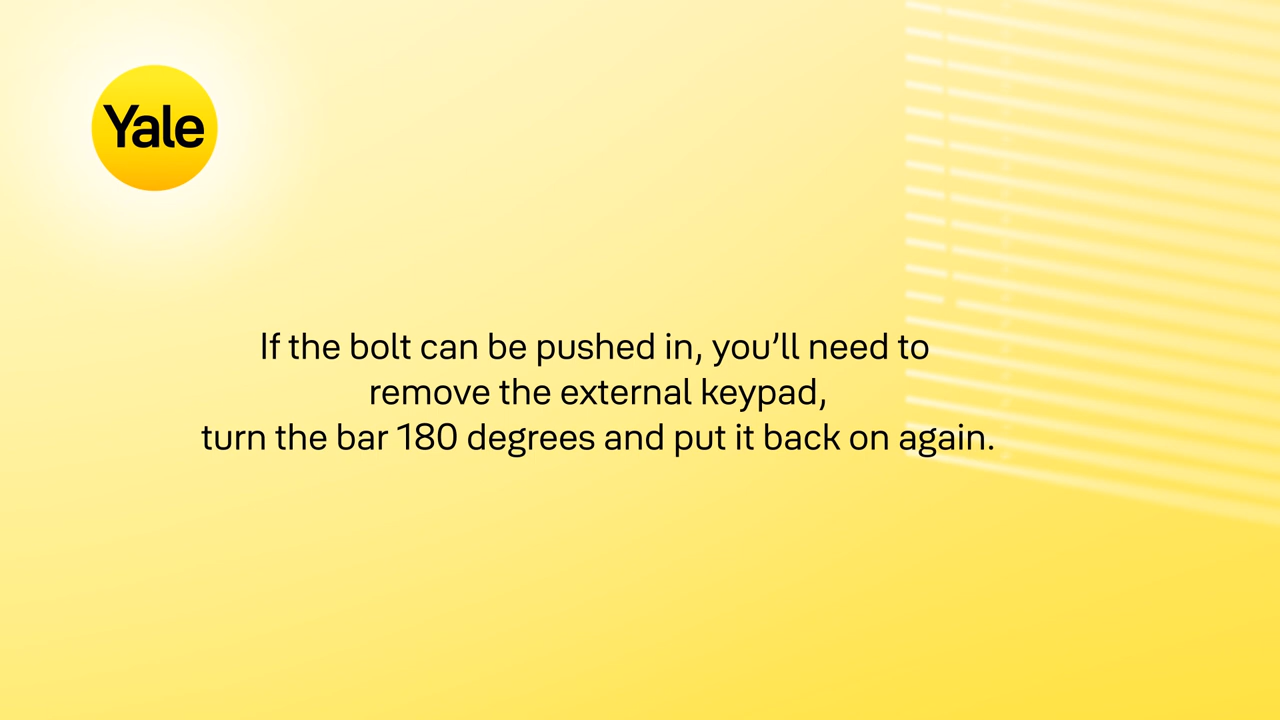 Yale
If the bolt can be pushed in, you’ll need to
remove the external keypad,
turn the bar 180 degrees and put it back on again.